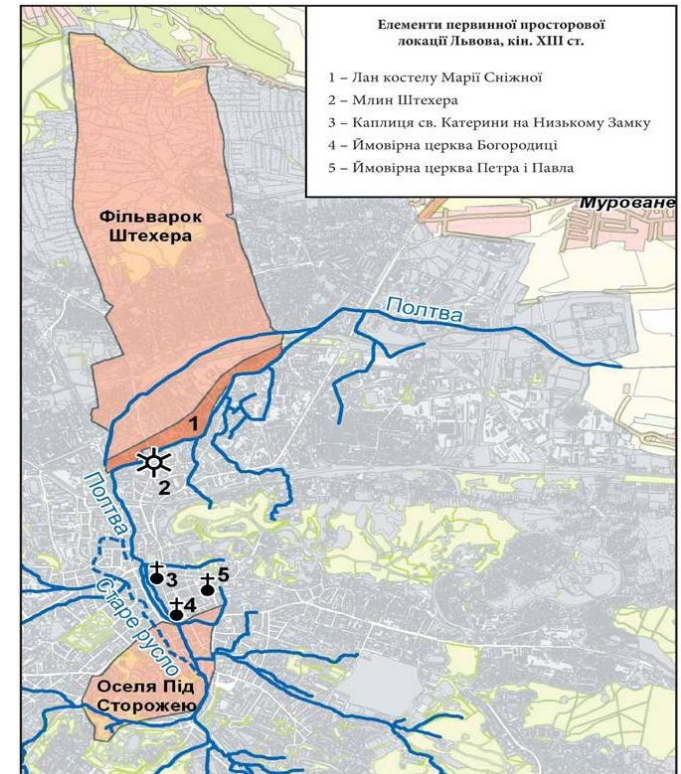 Елементи первинної просторової
локації Львова, кін. XIII ст.
1 – Лан костелу Марії Сніжної
2 – Млин Штехера
3 – Каплиця св. Катерини на Низькому Замку
4 – Ймовірна церква Богородиці
5 – Ймовірна церква Петра і Павла
Муроване
Фільварок
Штехера
Полтва
1
2
Полтва
3
5
4
Старе русло
Оселя Під
Сторожею